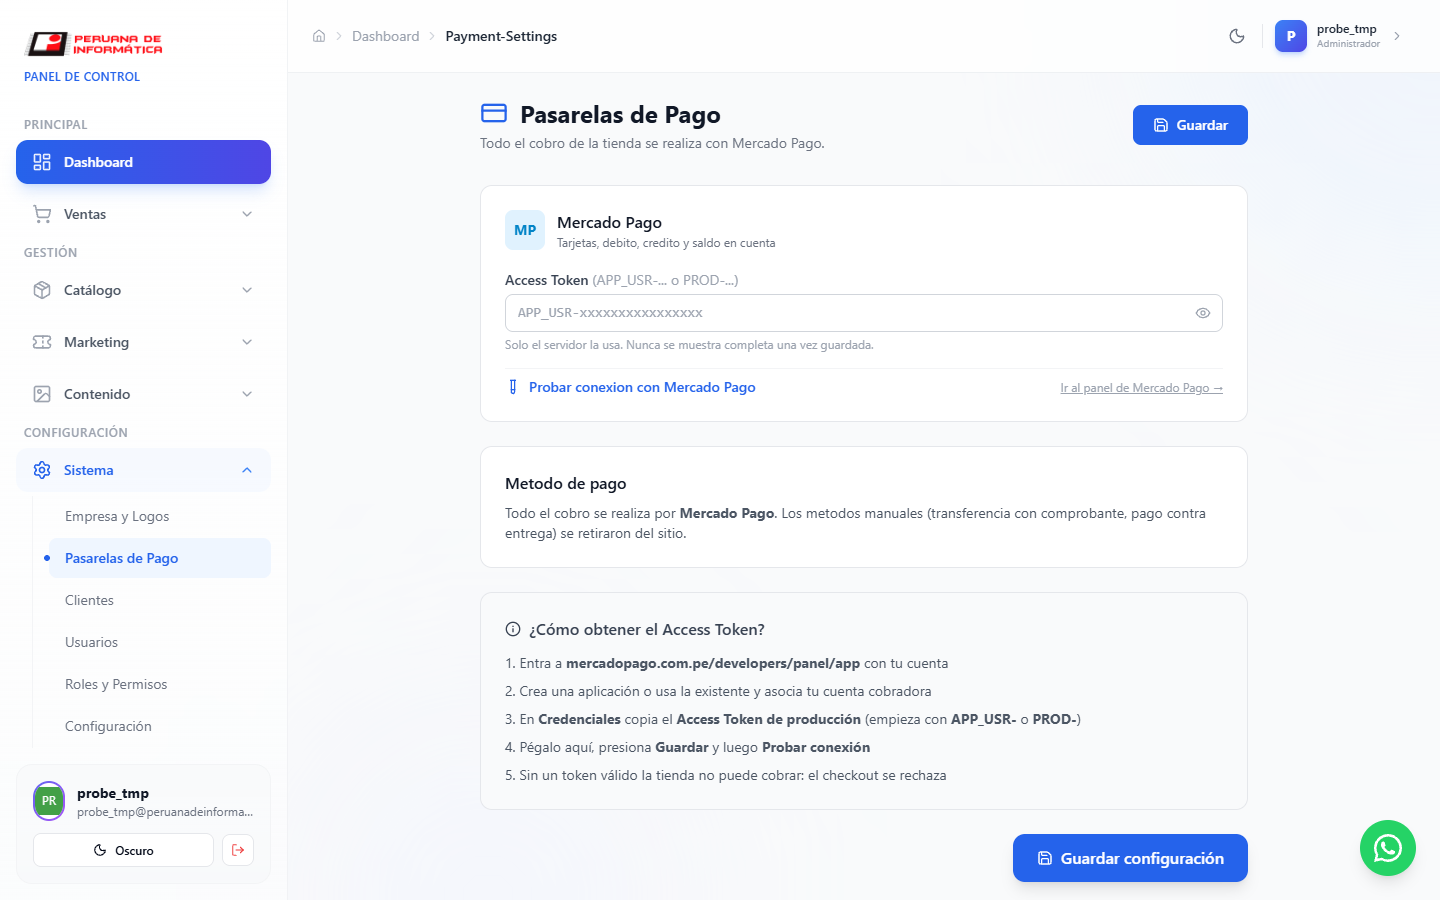 PERUANA DE
INFORMÁTICA
PANEL DE CONTROL
PRINCIPAL
Dashboard
Ventas
GESTIÓN
Catálogo
Marketing
Contenido
CONFIGURACIÓN
Sistema
Empresa y Logos
Pasarelas de Pago
Clientes
Usuarios
Roles y Permisos
Configuración
PR
probe_tmp
probe_tmp@peruanadeinforma...
Oscuro
Dashboard
Payment-Settings
P
probe_tmp
Administrador
Pasarelas de Pago
Todo el cobro de la tienda se realiza con Mercado Pago.
Guardar
MP
Mercado Pago
Tarjetas, debito, credito y saldo en cuenta
Access Token (APP_USR-... o PROD-...)
APP_USR-xxxxxxxxxxxxxxxx
Solo el servidor la usa. Nunca se muestra completa una vez guardada.
Probar conexion con Mercado Pago
Ir al panel de Mercado Pago →
Metodo de pago
Todo el cobro se realiza por Mercado Pago. Los metodos manuales (transferencia con comprobante, pago contra
entrega) se retiraron del sitio.
¿Cómo obtener el Access Token?
1. Entra a mercadopago.com.pe/developers/panel/app con tu cuenta
2. Crea una aplicación o usa la existente y asocia tu cuenta cobradora
3. En Credenciales copia el Access Token de producción (empieza con APP_USR- o PROD-)
4. Pégalo aquí, presiona Guardar y luego Probar conexión
5. Sin un token válido la tienda no puede cobrar: el checkout se rechaza
Guardar configuración